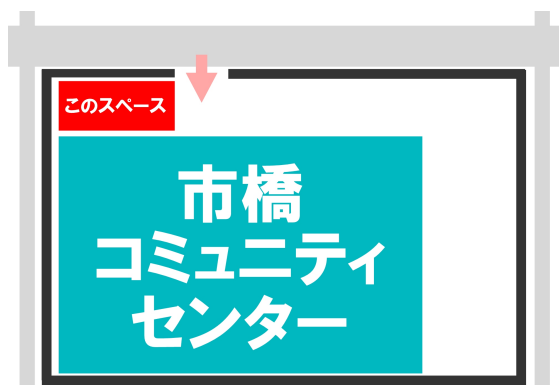 このスペース
市橋
コミュニティ
センター